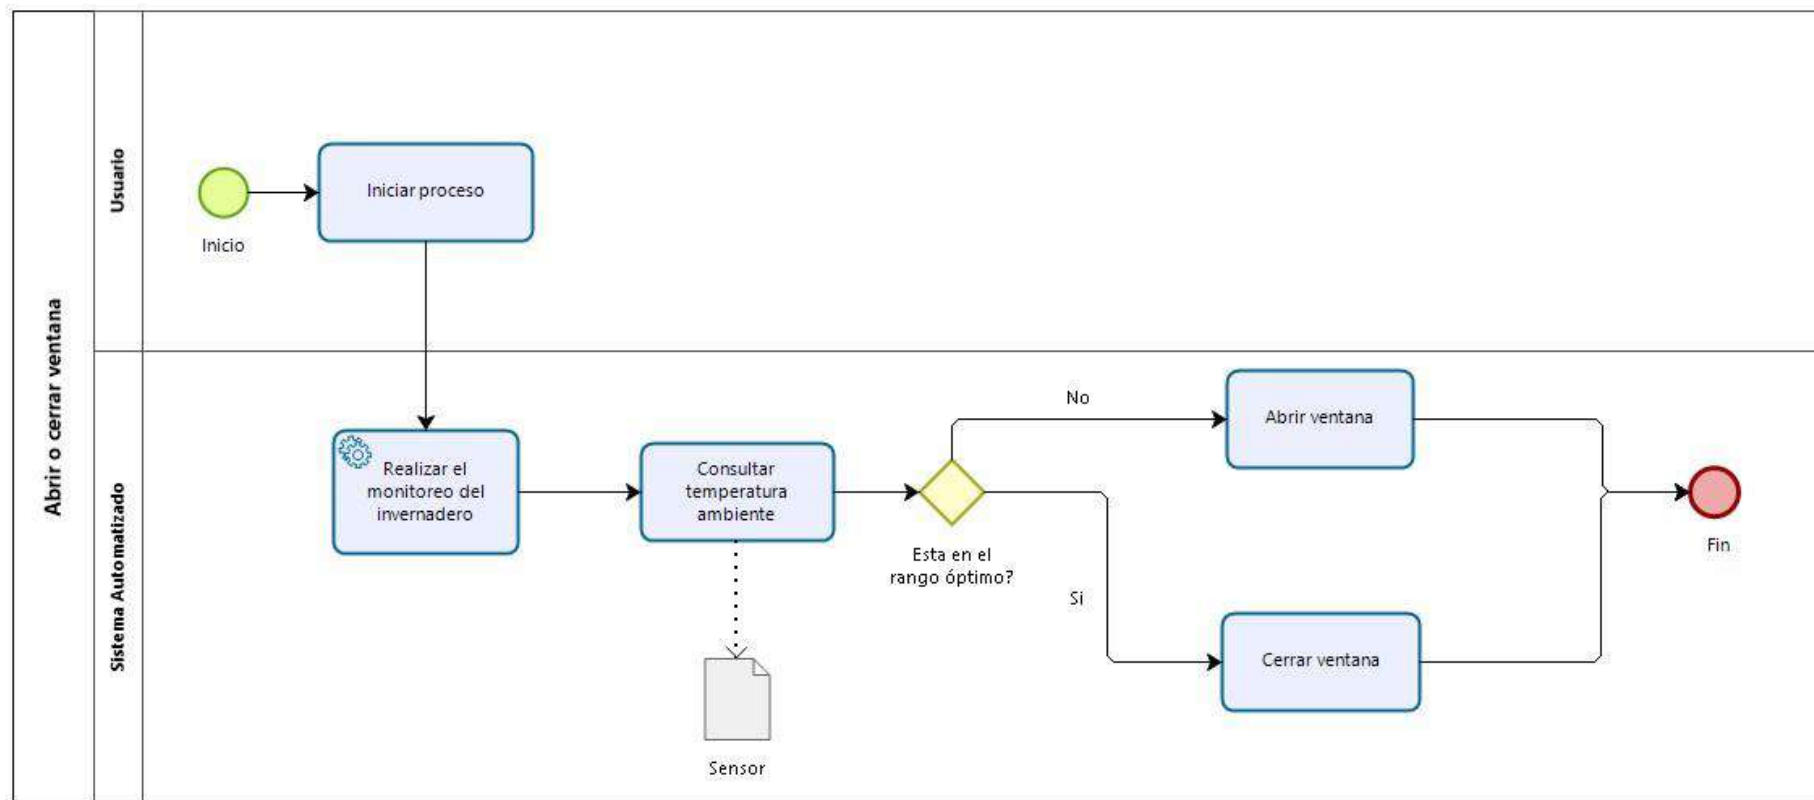 Abrir o cerrar ventana
Usuario
Inicio
Iniciar proceso
Sistema Automatizado
Realizar el
monitoreo del
invernadero
Consultar
temperatura
ambiente
Sensor
Esta en el
rango óptimo?
No
Abrir ventana
Si
Cerrar ventana
Fin